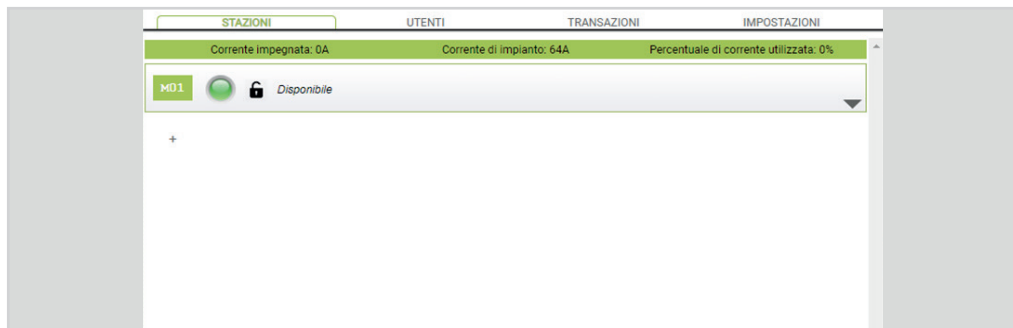 STAZIONI UTENTI TRANSAZIONI IMPOSTAZIONI
Corrente impegnata: 0A Corrente di impianto: 64A Percentuale di corrente utilizzata: 0%
M01 Disponibile
+